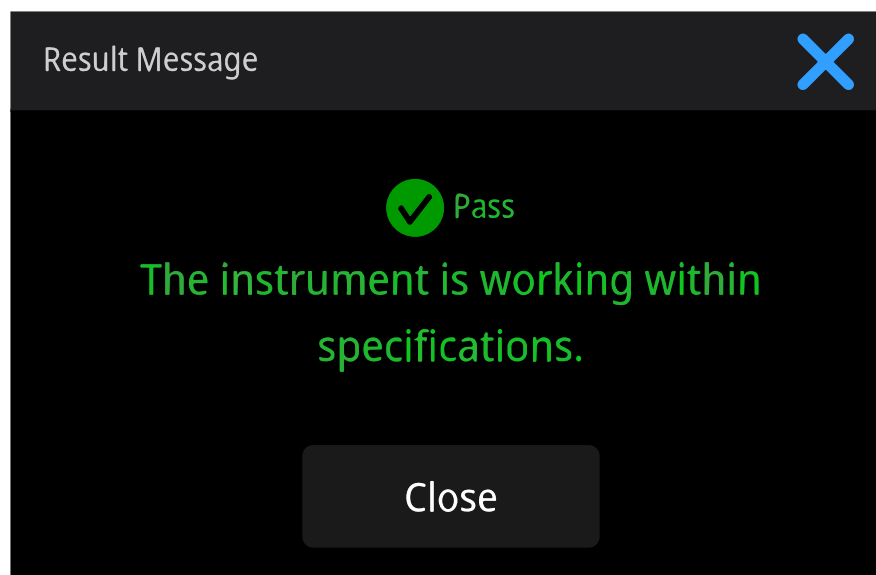 Result Message
Pass
The instrument is working within
specifications.
Close